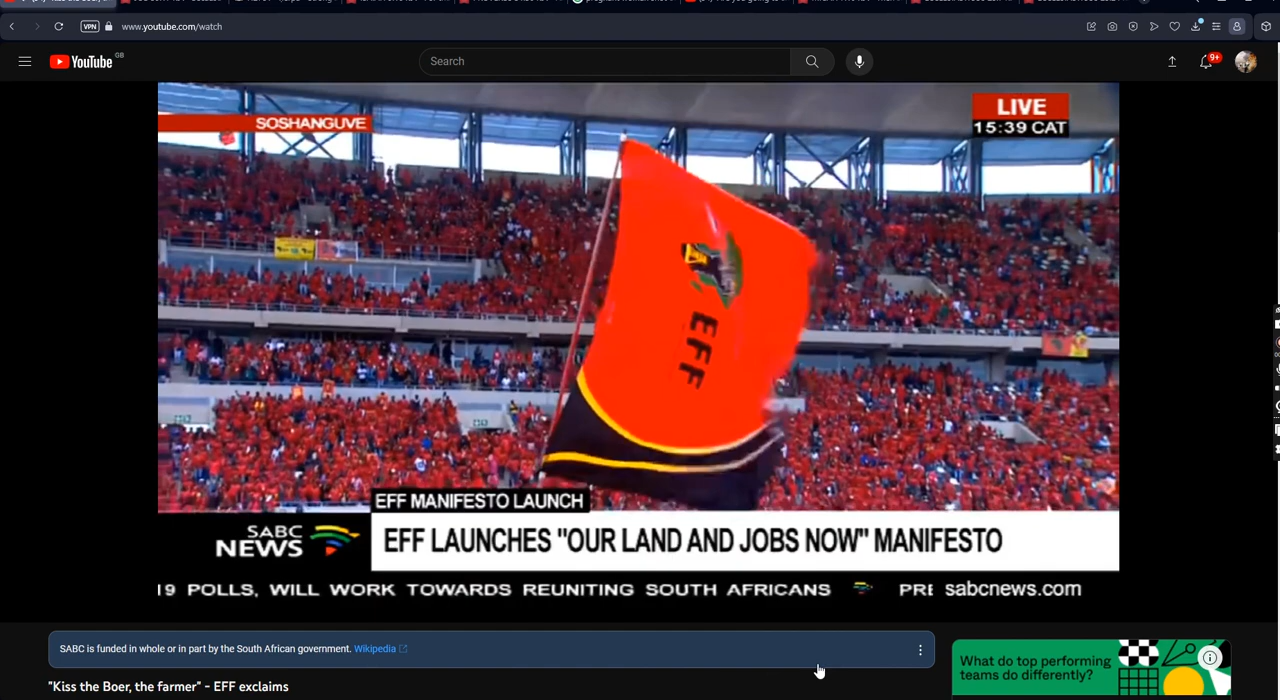 VPN
www.youtube.com/watch
YouTube GB
Search
9+
SOSHANGUVE
LIVE
15:39 CAT
EFF
EFF MANIFESTO LAUNCH
SABC NEWS
EFF LAUNCHES "OUR LAND AND JOBS NOW" MANIFESTO
19 POLLS, WILL WORK TOWARDS REUNITING SOUTH AFRICANS PRE sabcnews.com
SABC is funded in whole or in part by the South African government. Wikipedia
What do top performing
teams do differently?
"Kiss the Boer, the farmer" - EFF exclaims